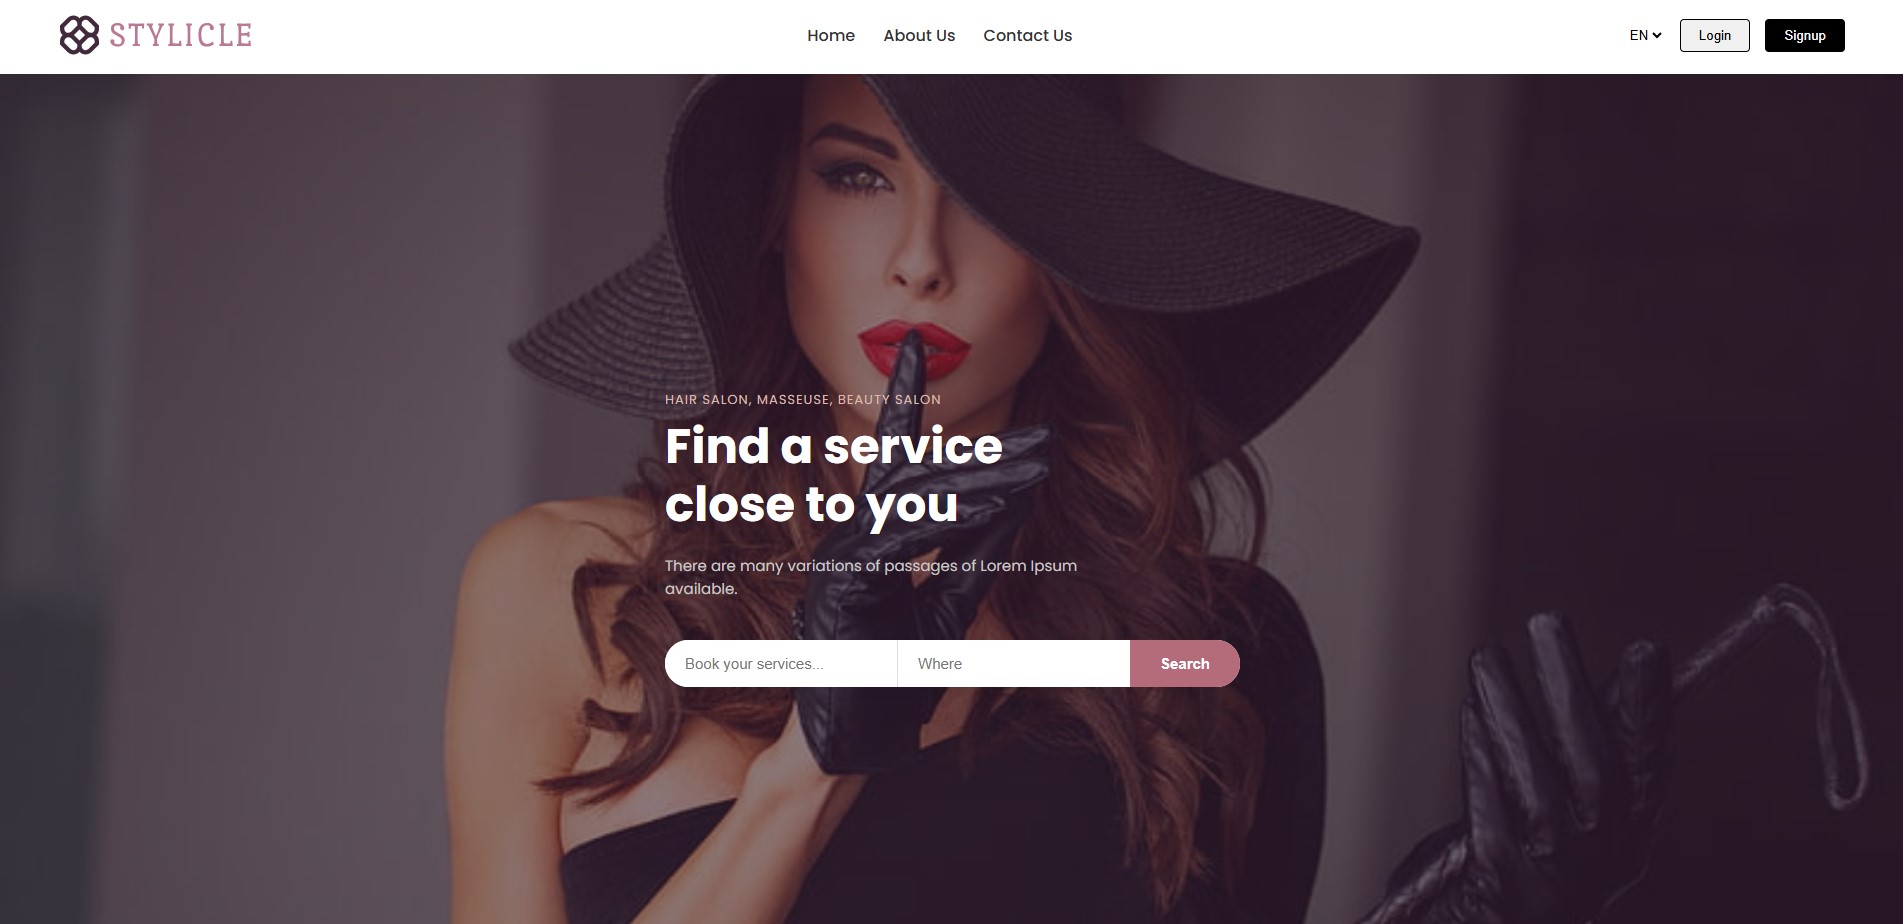 STYLICLE
Home About Us Contact Us
EN Login Signup
HAIR SALON, MASSEUSE, BEAUTY SALON
Find a service
close to you
There are many variations of passages of Lorem Ipsum
available.
Book your services... Where Search